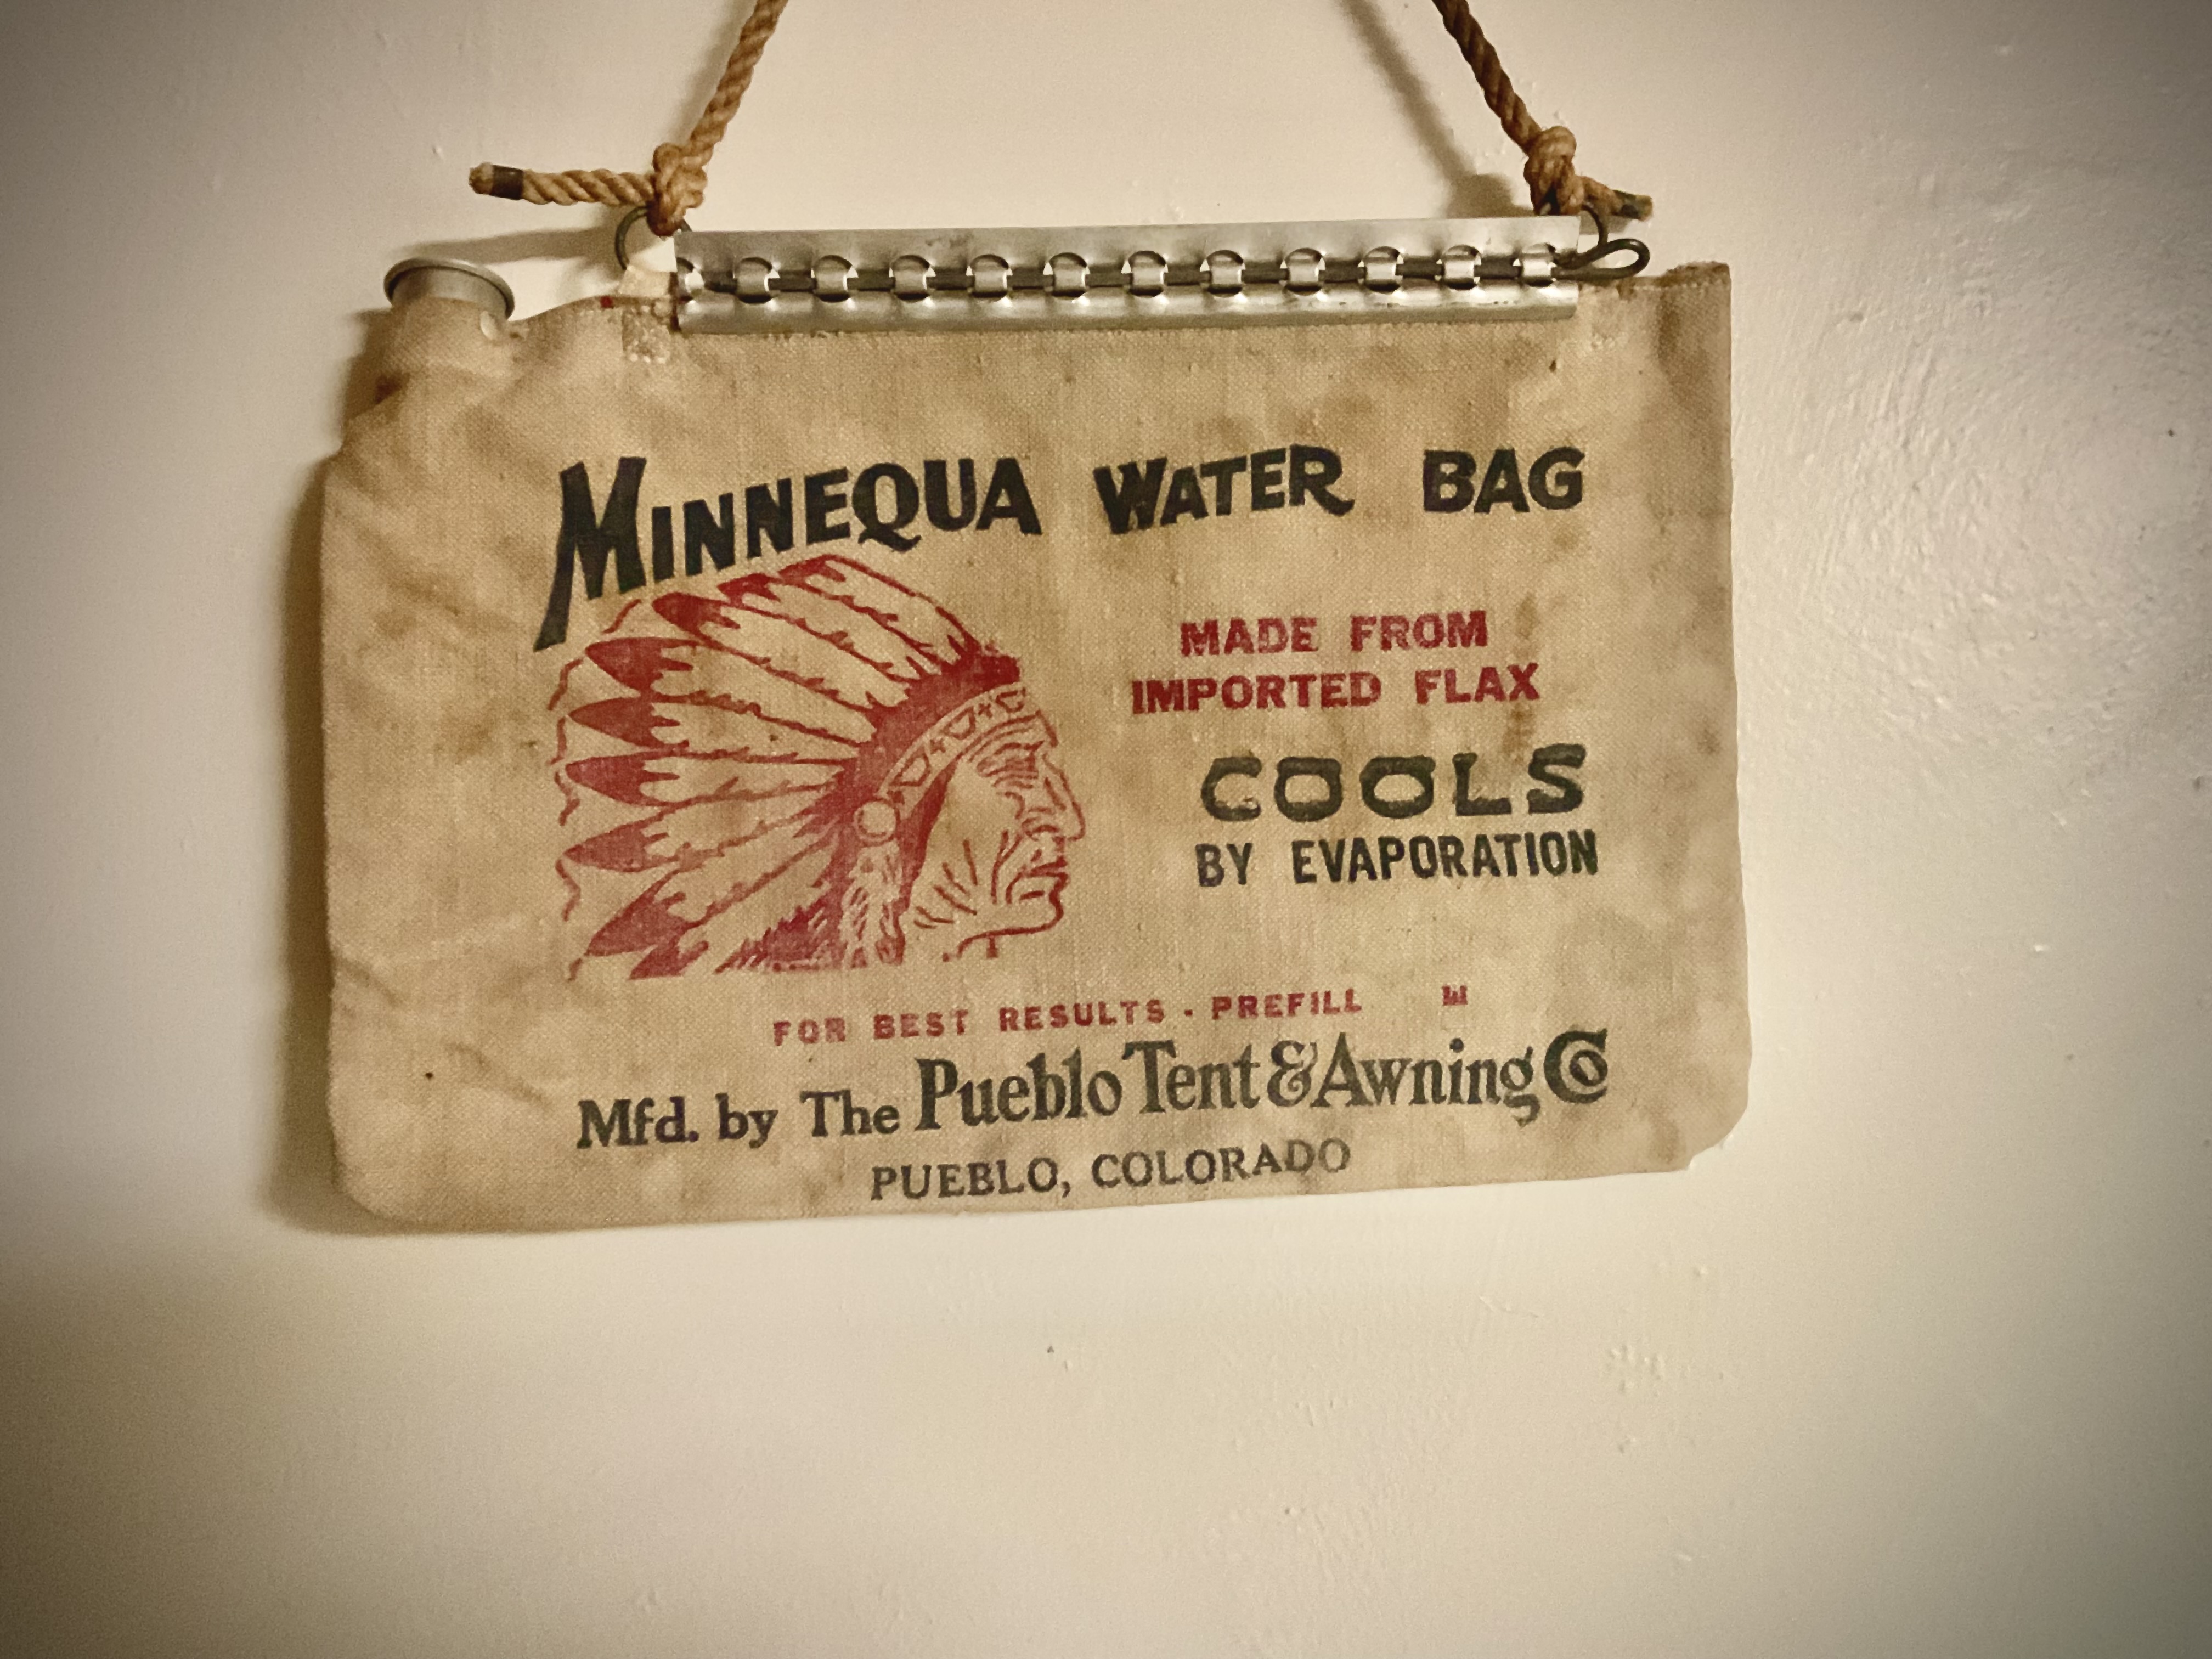 MINNEQUA WATER BAG
MADE FROM
IMPORTED FLAX
COOLS
BY EVAPORATION
FOR BEST RESULTS - PREFILL
Mfd. by The Pueblo Tent & Awning Co
PUEBLO, COLORADO